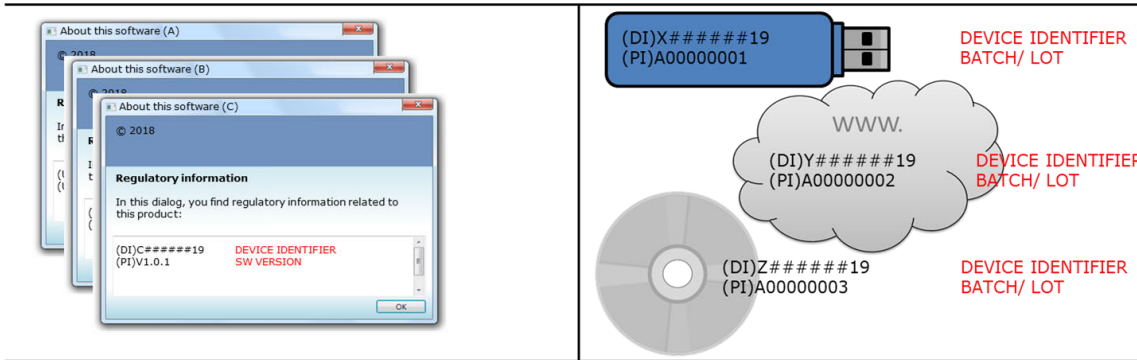 About this software (A)
© 2018
About this software (B)
© 2018
About this software (C)
© 2018
Regulatory information
In this dialog, you find regulatory information related to
this product:
(DI)C######19 DEVICE IDENTIFIER
(PI)V1.0.1 SW VERSION
OK
(DI)X######19 DEVICE IDENTIFIER
(PI)A00000001 BATCH/ LOT
www.
(DI)Y######19 DEVICE IDENTIFIER
(PI)A00000002 BATCH/ LOT
(DI)Z######19 DEVICE IDENTIFIER
(PI)A00000003 BATCH/ LOT